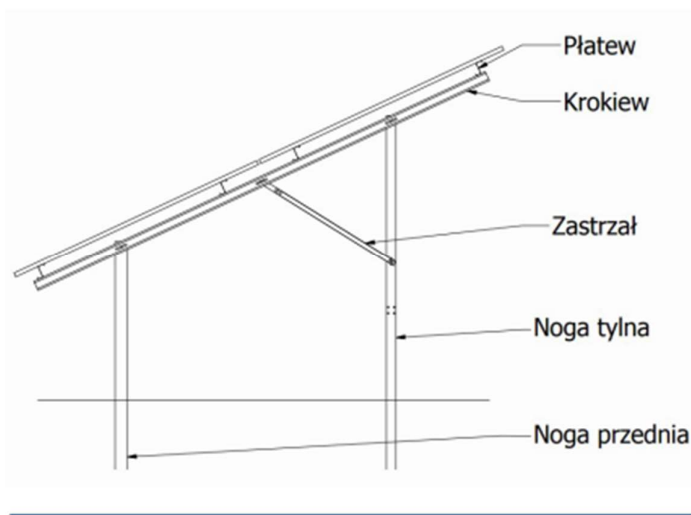 Płatew
Krokiew
Zastrzał
Noga tylna
Noga przednia